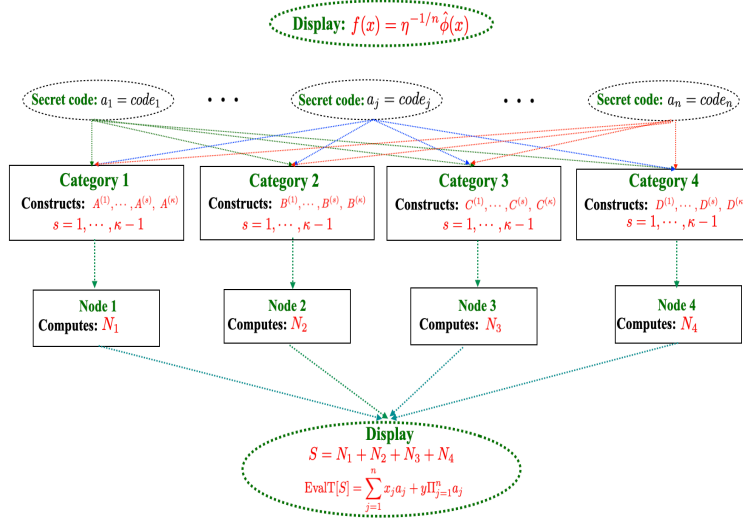 Display: f(x) = η^{-1/n} φ̂(x)
Secret code: a_1 = code_1 · · · Secret code: a_j = code_j · · · Secret code: a_n = code_n
Category 1
Constructs: A^{(1)}, · · · , A^{(s)}, A^{(κ)}
s = 1, · · · , κ − 1
Category 2
Constructs: B^{(1)}, · · · , B^{(s)}, B^{(κ)}
s = 1, · · · , κ − 1
Category 3
Constructs: C^{(1)}, · · · , C^{(s)}, C^{(κ)}
s = 1, · · · , κ − 1
Category 4
Constructs: D^{(1)}, · · · , D^{(s)}, D^{(κ)}
s = 1, · · · , κ − 1
Node 1
Computes: N_1
Node 2
Computes: N_2
Node 3
Computes: N_3
Node 4
Computes: N_4
Display
S = N_1 + N_2 + N_3 + N_4
EvalT[S] = \sum_{j=1}^{n} x_j a_j + y Π_{j=1}^{n} a_j